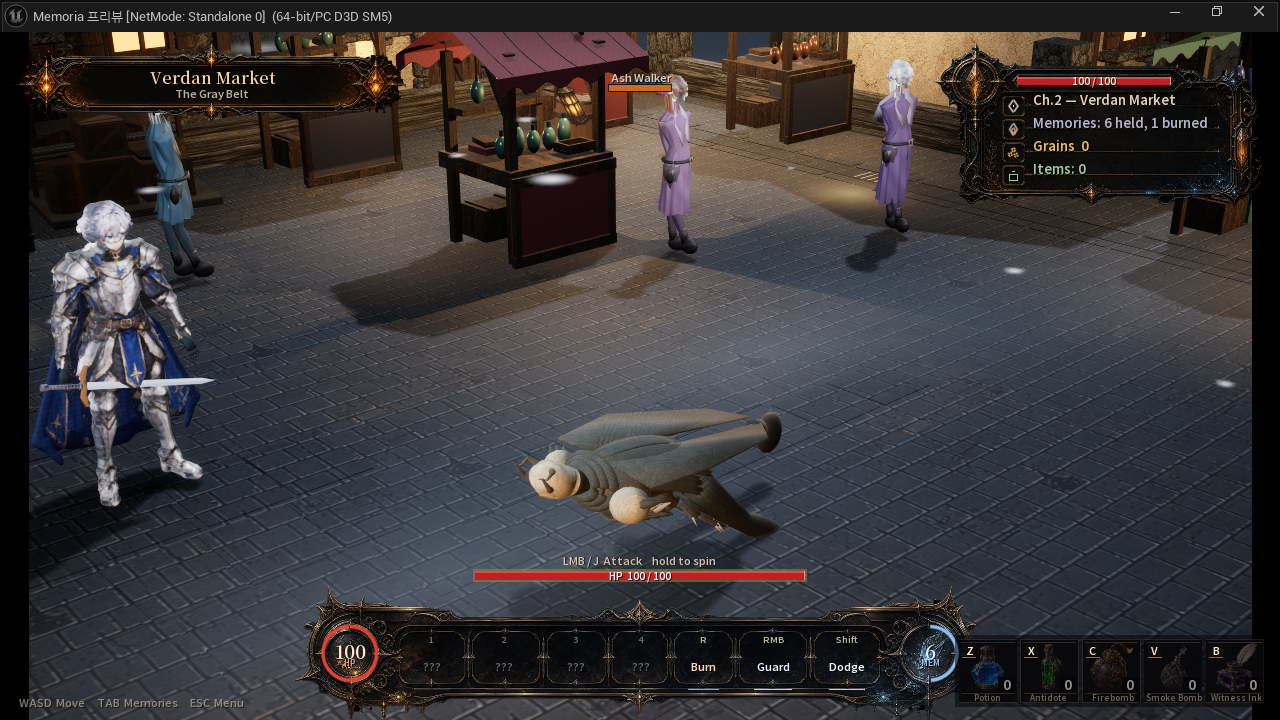 Memoria 프리뷰 [NetMode: Standalone 0]  (64-bit/PC D3D SM5)
Verdan Market
The Gray Belt
Ash Walker
100 / 100
Ch.2 — Verdan Market
Memories: 6 held, 1 burned
Grains 0
Items: 0
LMB / J Attack hold to spin
HP 100 / 100
100
HP
1
???
2
???
3
???
4
???
R
Burn
RMB
Guard
Shift
Dodge
6
MEM
Z
0
Potion
X
0
Antidote
C
0
Firebomb
V
0
Smoke Bomb
B
0
Witness Ink
WASD Move TAB Memories ESC Menu